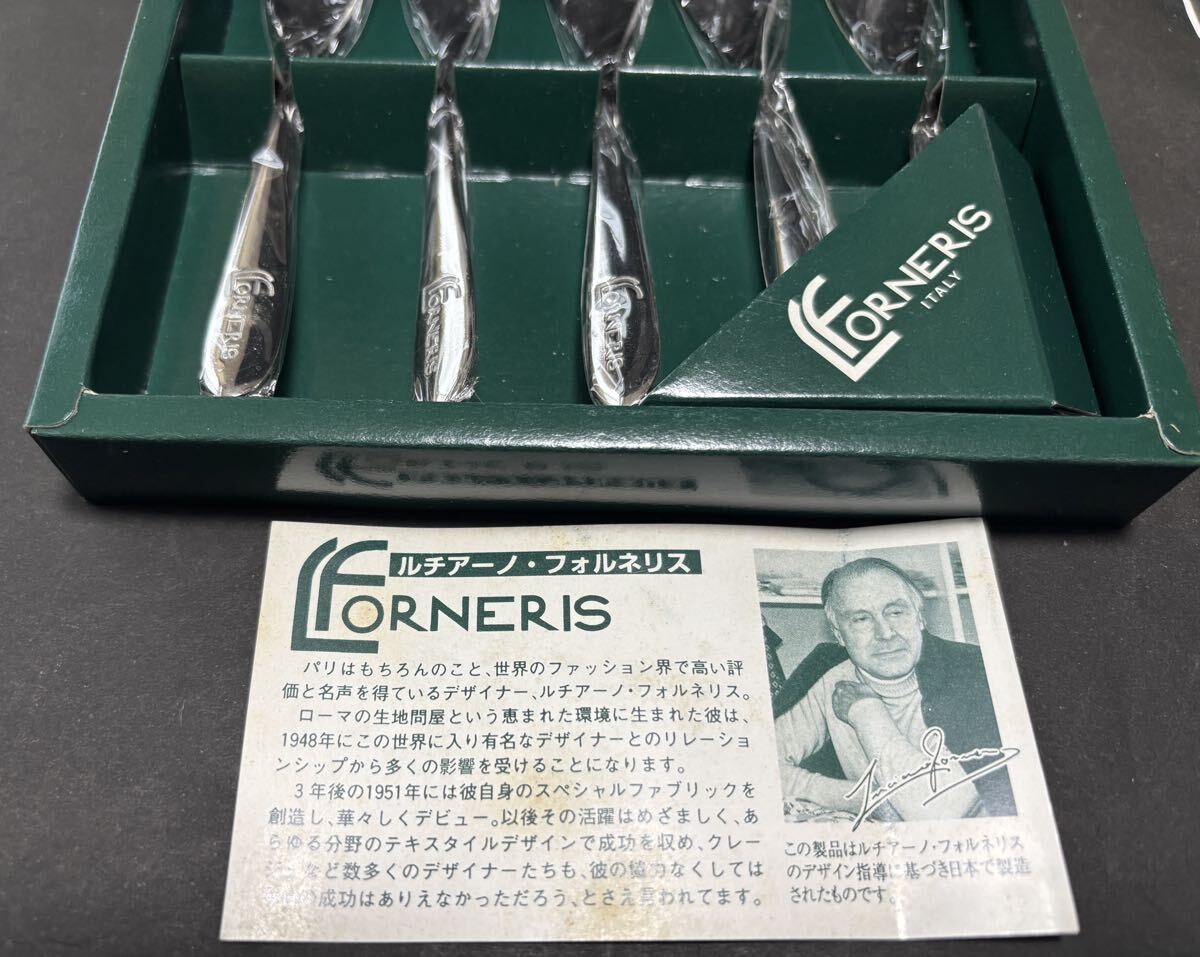 FORNERIS
FORNERIS
FORNERIS
FORNERIS
ITALY
ルチアーノ・フォルネリス
FORNERIS
パリはもちろんのこと、世界のファッション界で高い評
価と名声を得ているデザイナー、ルチアーノ・フォルネリス。
ローマの生地問屋という恵まれた環境に生まれた彼は、
1948年にこの世界に入り有名なデザイナーとのリレーショ
ンシップから多くの影響を受けることになります。
3年後の1951年には彼自身のスペシャルファブリックを
創造し、華々しくデビュー。以後その活躍はめざましく、あ
らゆる分野のテキスタイルデザインで成功を収め、クレー
など数多くのデザイナーたちも、彼の協力なくしては
の成功はありえなかっただろう、とさえ言われてます。
この製品はルチアーノ・フォルネリス
のデザイン指導に基づき日本で製造
されたものです。